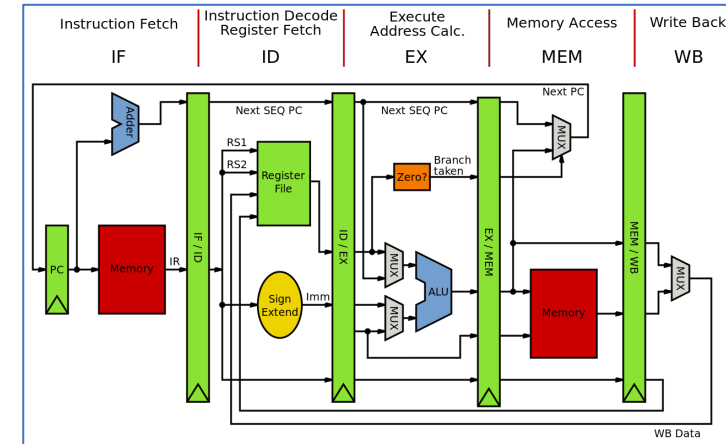 Instruction Fetch
IF
Instruction Decode
Register Fetch
ID
Execute
Address Calc.
EX
Memory Access
MEM
Write Back
WB
Next PC
Adder
Next SEQ PC
Next SEQ PC
MUX
RS1
RS2
Register
File
Zero?
Branch
taken
PC
Memory
IR
IF / ID
ID / EX
EX / MEM
MEM / WB
MUX
MUX
ALU
MUX
Sign
Extend
Imm
Memory
WB Data